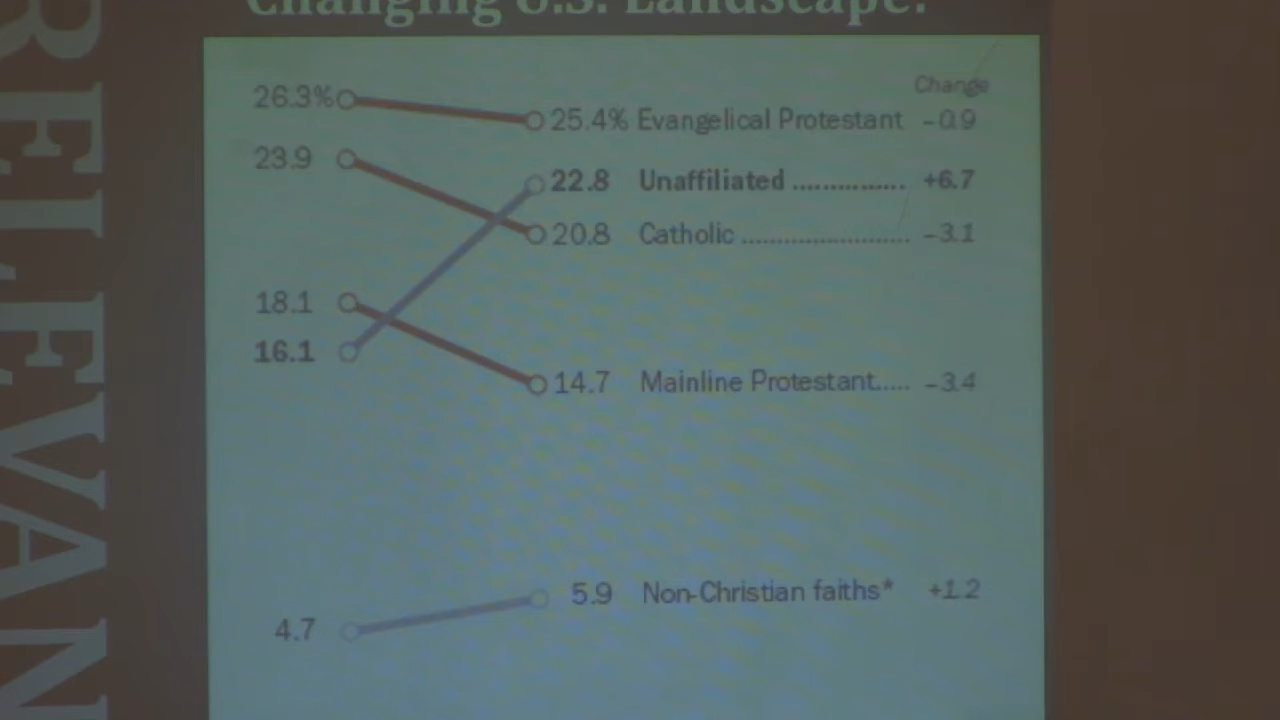 Changing U.S. Landscape:
Change
26.3% 25.4% Evangelical Protestant -0.9
23.9
22.8 Unaffiliated ............... +6.7
20.8 Catholic ........................ -3.1
18.1
16.1
14.7 Mainline Protestant..... -3.4
5.9 Non-Christian faiths* +1.2
4.7